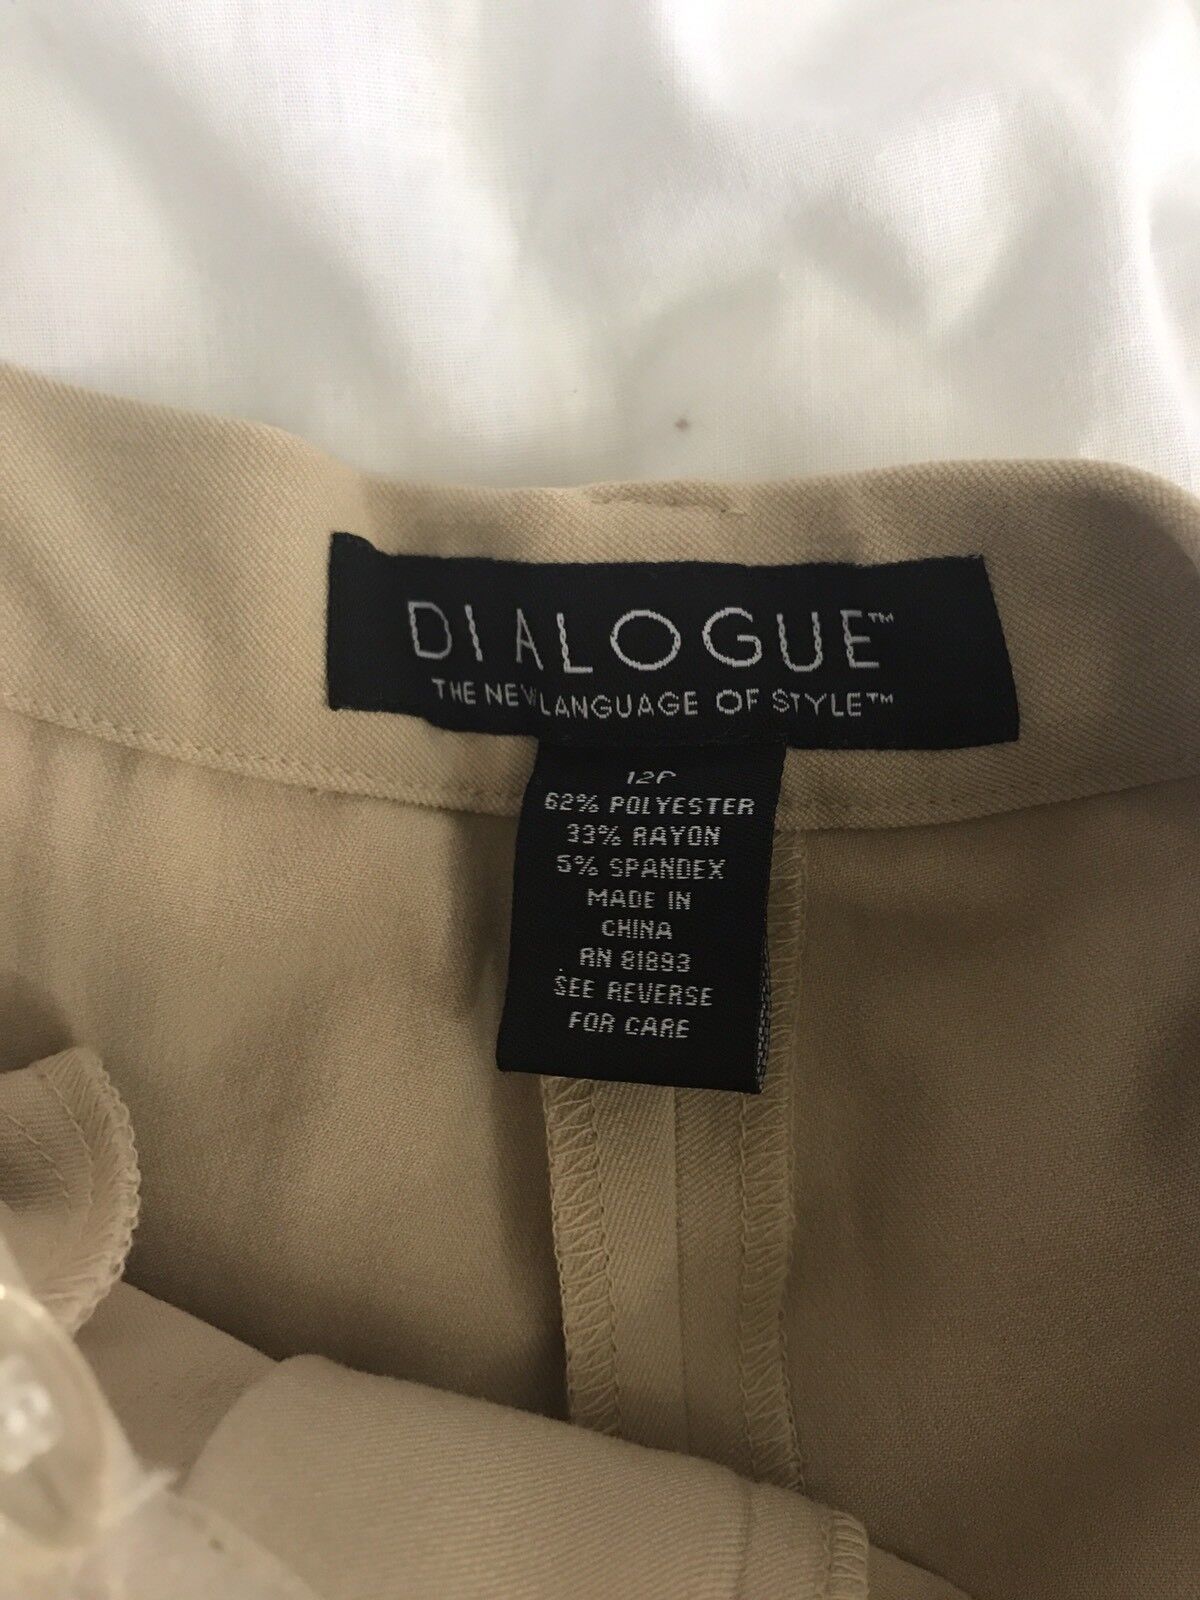 DIALOGUE™
THE NEW LANGUAGE OF STYLE™
12P
62% POLYESTER
33% RAYON
5% SPANDEX
MADE IN
CHINA
RN 81893
SEE REVERSE
FOR CARE